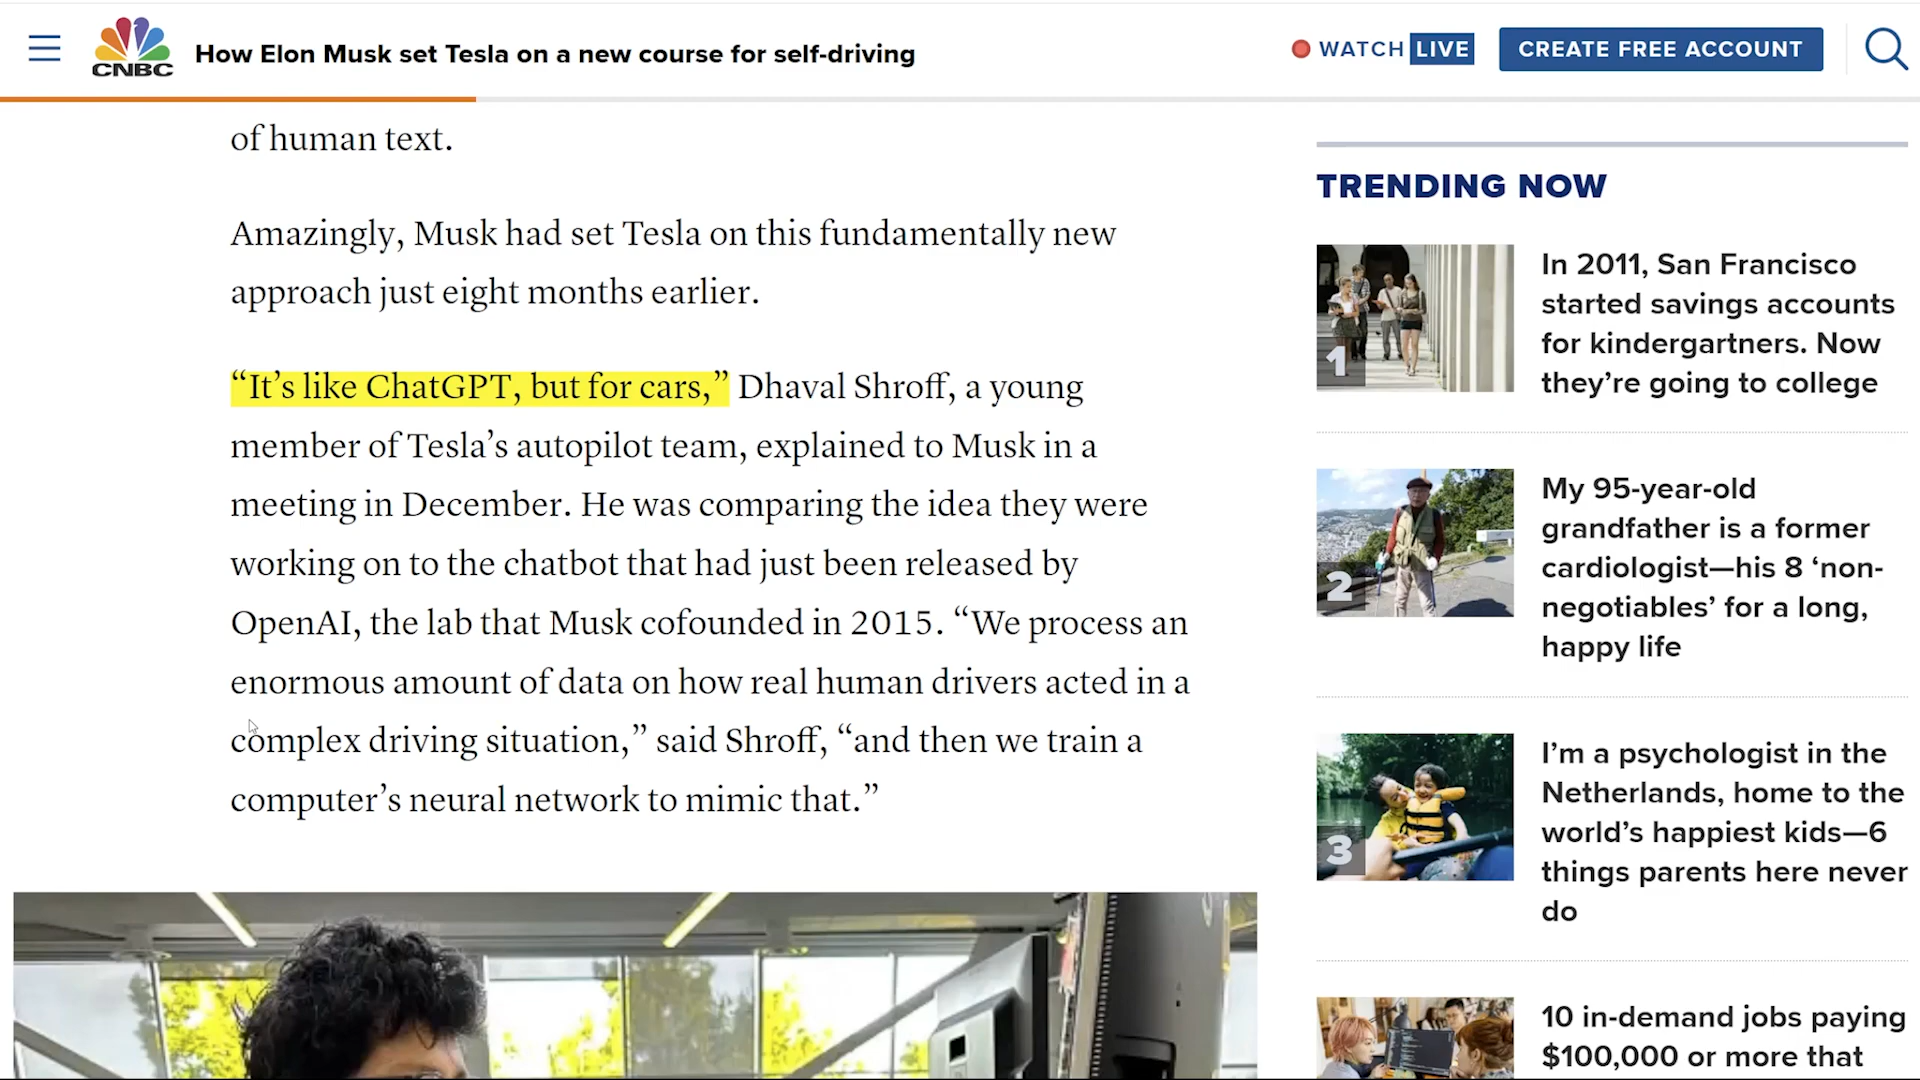 CNBC
How Elon Musk set Tesla on a new course for self-driving
WATCH LIVE
CREATE FREE ACCOUNT
of human text.
Amazingly, Musk had set Tesla on this fundamentally new
approach just eight months earlier.
“It’s like ChatGPT, but for cars,” Dhaval Shroff, a young
member of Tesla’s autopilot team, explained to Musk in a
meeting in December. He was comparing the idea they were
working on to the chatbot that had just been released by
OpenAI, the lab that Musk cofounded in 2015. “We process an
enormous amount of data on how real human drivers acted in a
complex driving situation,” said Shroff, “and then we train a
computer’s neural network to mimic that.”
TRENDING NOW
1
In 2011, San Francisco
started savings accounts
for kindergartners. Now
they’re going to college
2
My 95-year-old
grandfather is a former
cardiologist—his 8 ‘non-
negotiables’ for a long,
happy life
3
I’m a psychologist in the
Netherlands, home to the
world’s happiest kids—6
things parents here never
do
10 in-demand jobs paying
$100,000 or more that